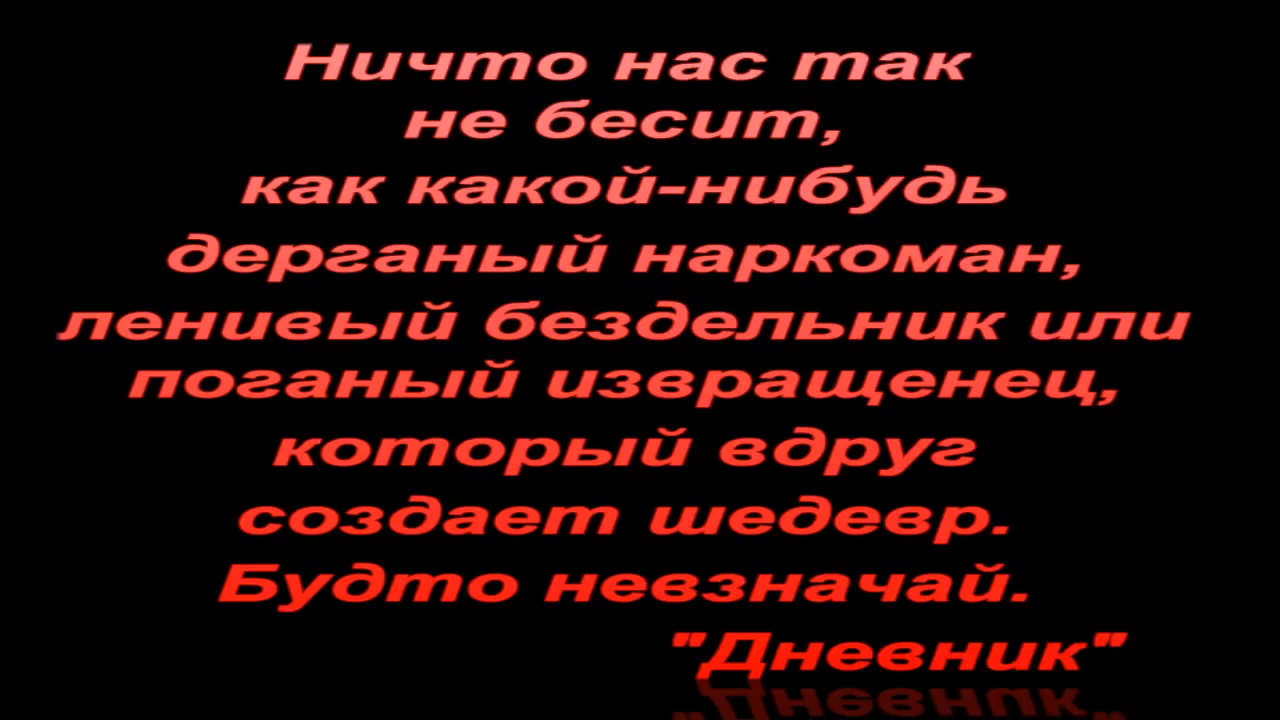 Ничто нас так
не бесит,
как какой-нибудь
дерганый наркоман,
ленивый бездельник или
поганый извращенец,
который вдруг
создает шедевр.
Будто невзначай.
"Дневник"